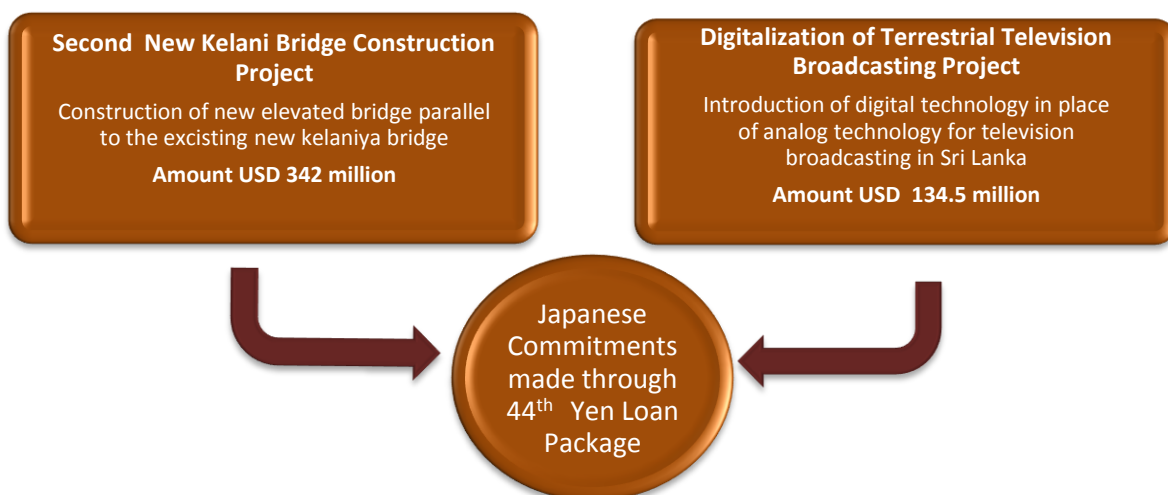 Second New Kelani Bridge Construction
Project
Construction of new elevated bridge parallel
to the excisting new kelaniya bridge
Amount USD 342 million
Digitalization of Terrestrial Television
Broadcasting Project
Introduction of digital technology in place
of analog technology for television
broadcasting in Sri Lanka
Amount USD 134.5 million
Japanese
Commitments
made through
44th Yen Loan
Package